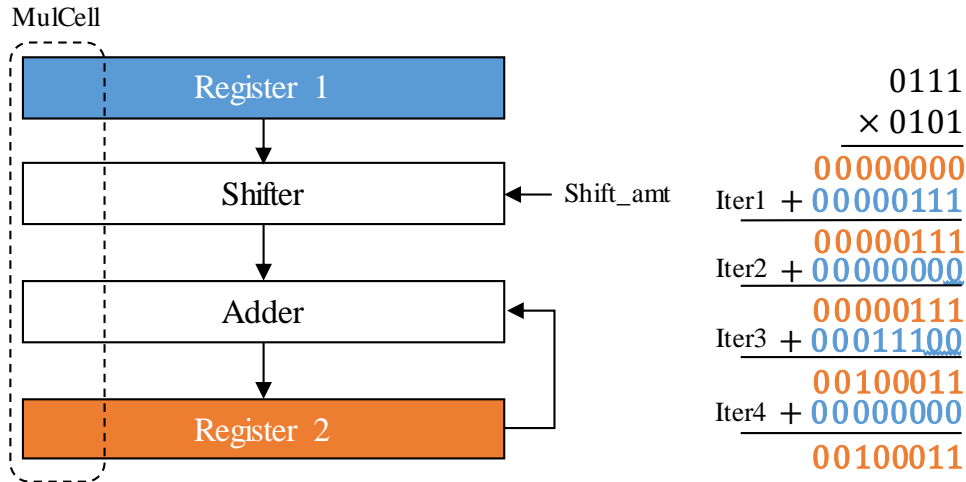 MulCell
Register 1
Shifter
Shift_amt
Adder
Register 2
0111
× 0101
00000000
Iter1 + 00000111
00000111
Iter2 + 00000000
00000111
Iter3 + 00011100
00100011
Iter4 + 00000000
00100011